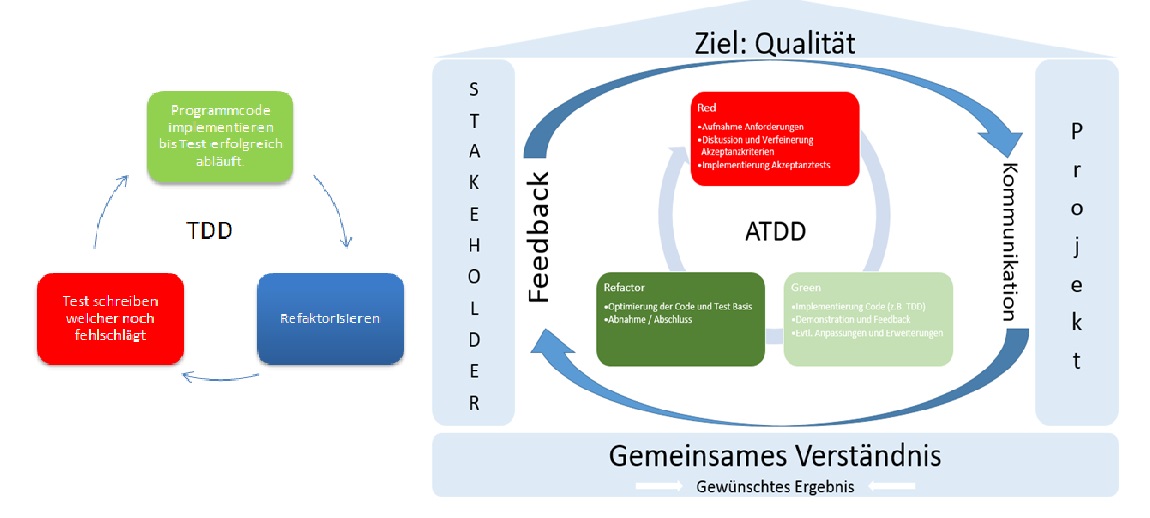 Programmcode
implementieren
bis Test erfolgreich
abläuft.
TDD
Test schreiben
welcher noch
fehlschlägt
Refaktorisieren
Ziel: Qualität
STAKEHOLDER
Feedback
Red
•Aufnahme Anforderungen
•Diskussion und Verfeinerung
Akzeptanzkriterien
•Implementierung Akzeptanztests
ATDD
Refactor
•Optimierung der Code und Test Basis
•Abnahme / Abschluss
Green
•Implementierung Code (z.B. TDD)
•Demonstration und Feedback
•Evtl. Anpassungen und Erweiterungen
Kommunikation
Projekt
Gemeinsames Verständnis
Gewünschtes Ergebnis